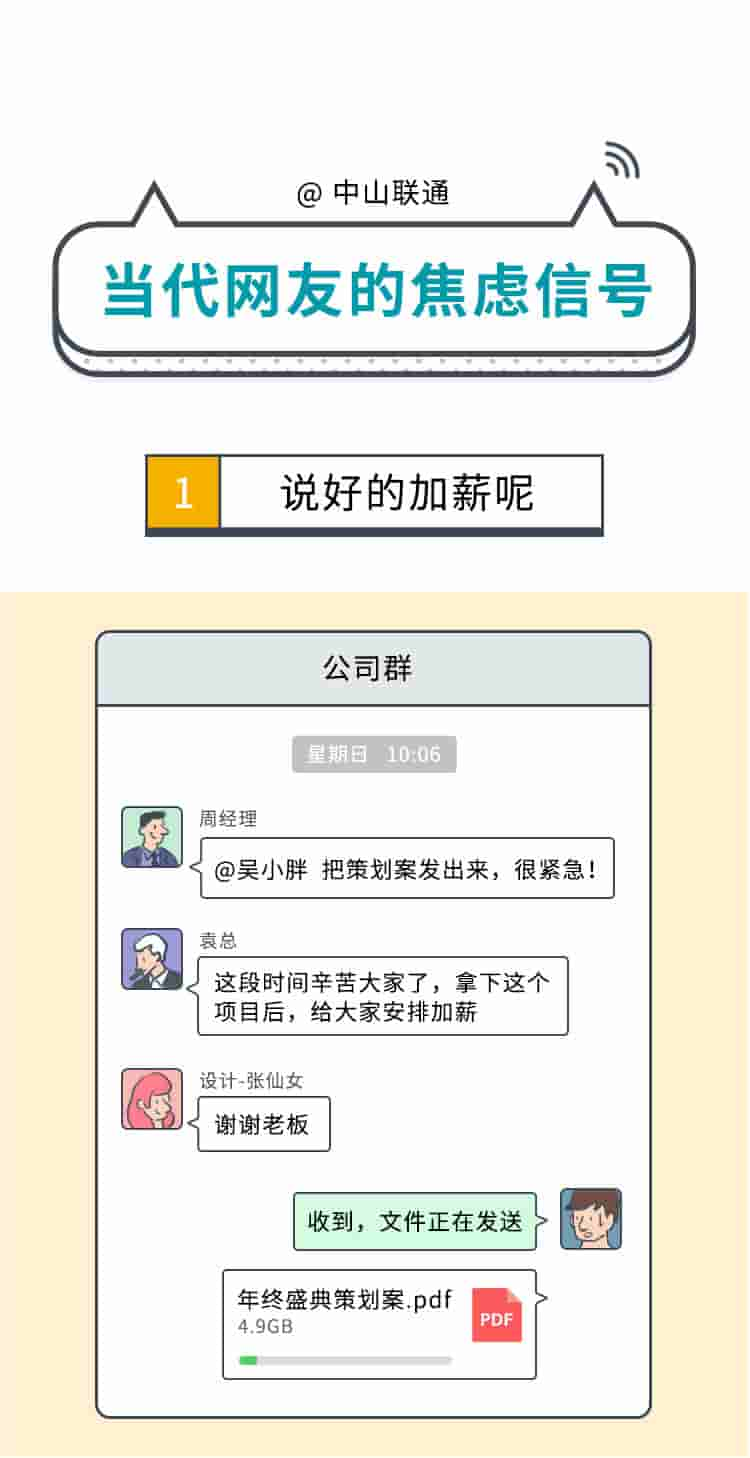 @ 中山联通
当代网友的焦虑信号
1 说好的加薪呢
公司群
星期日 10:06
周经理
@吴小胖 把策划案发出来，很紧急！
袁总
这段时间辛苦大家了，拿下这个
项目后，给大家安排加薪
设计-张仙女
谢谢老板
收到，文件正在发送
年终盛典策划案.pdf
4.9GB
PDF